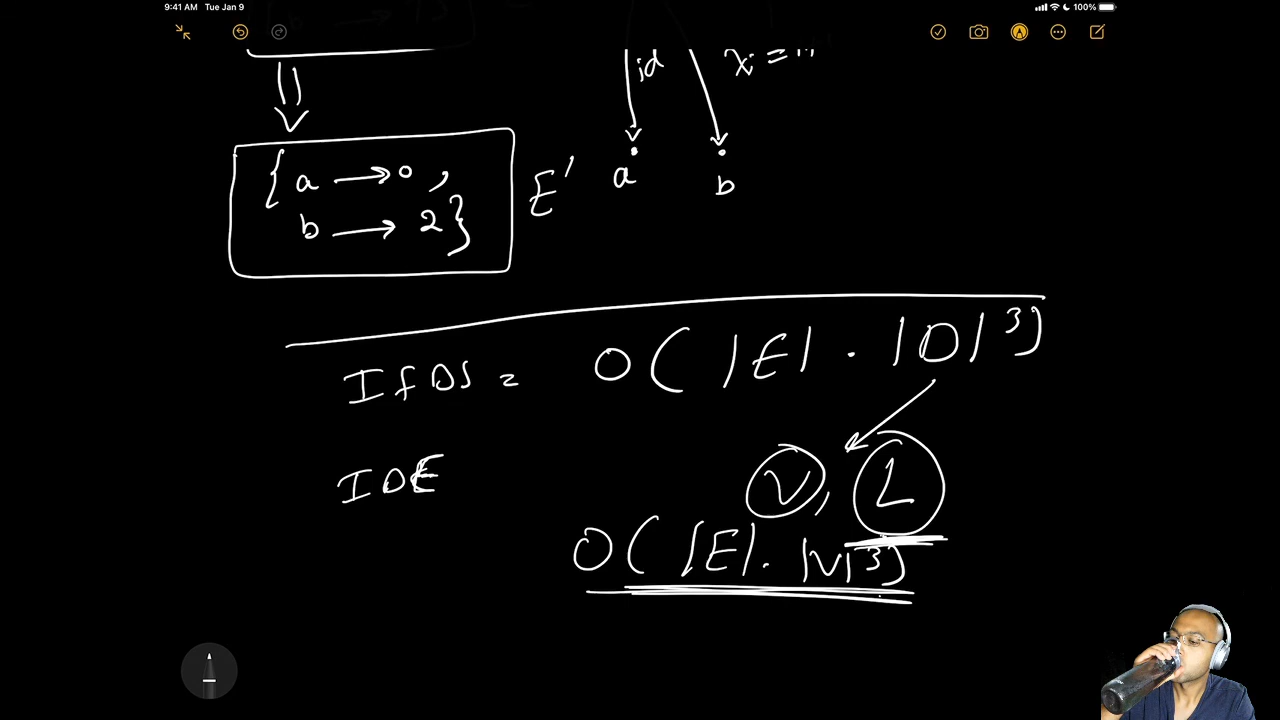 9:41 AM Tue Jan 9
100%
id
{ a → 0 ,
b → 2 }
E'
a
b
IfDS = O( |E| . |D|³ )
IDE
V, L
O( |E| . |V|³ )